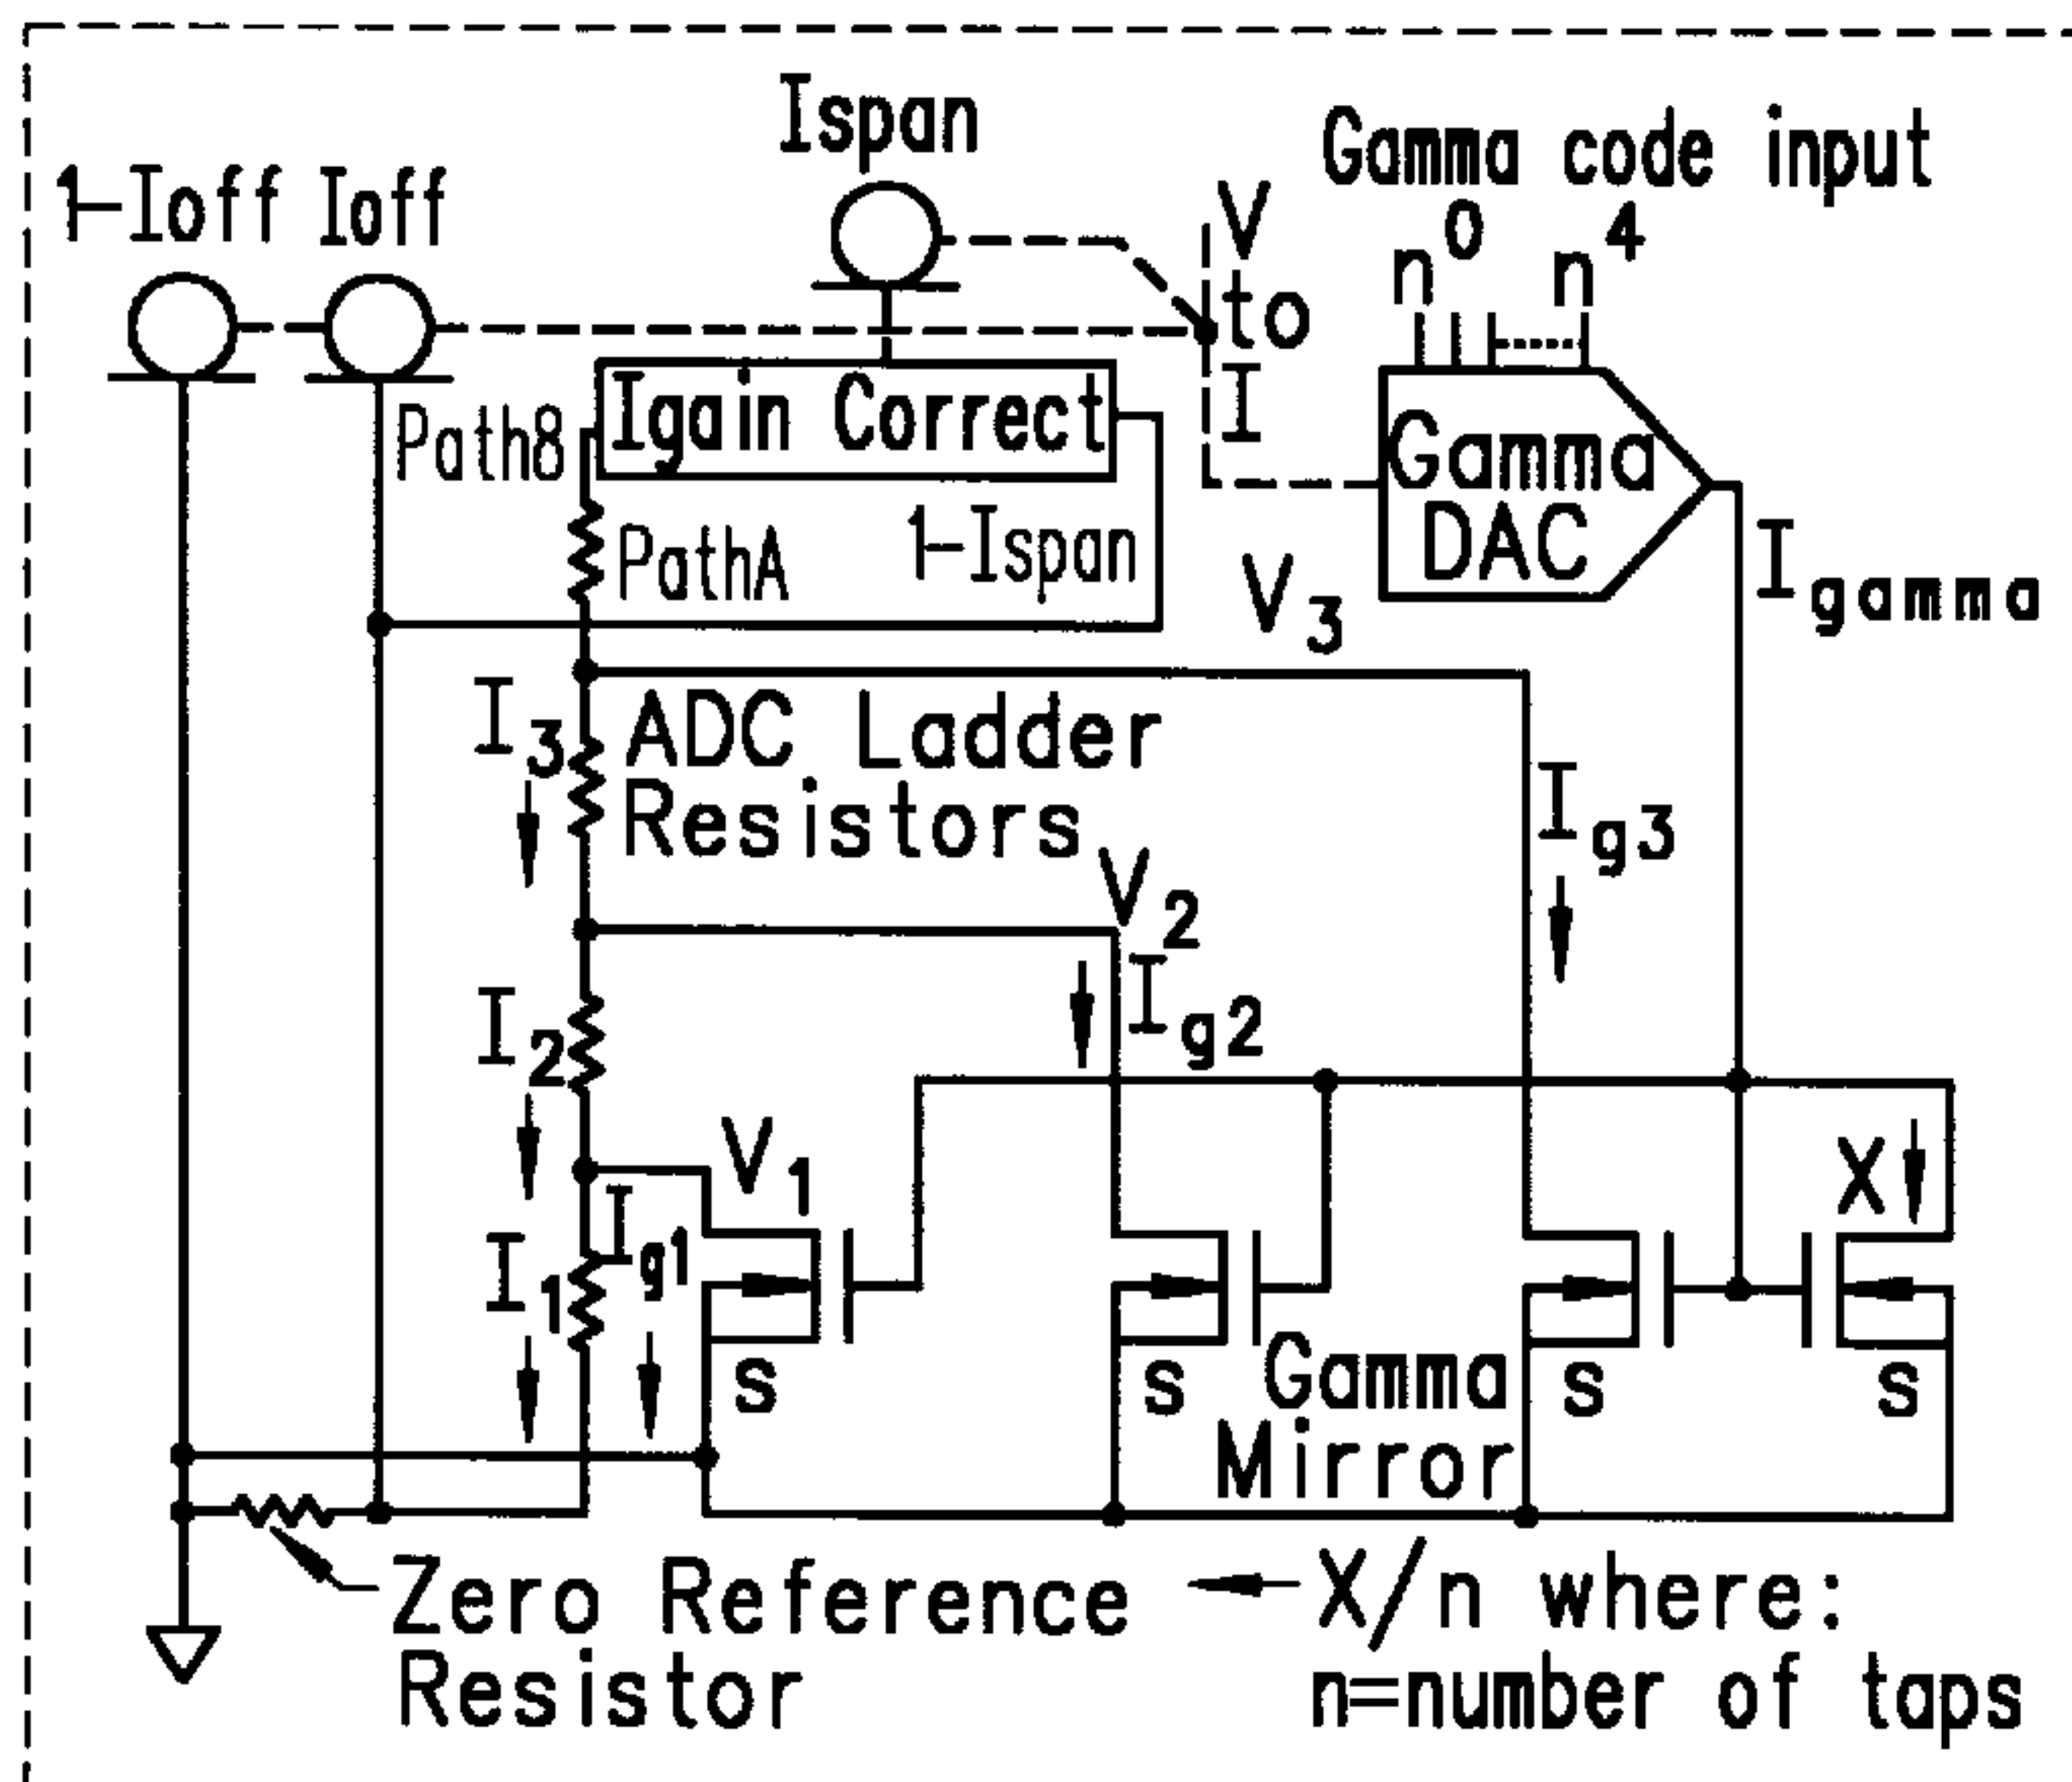 Ispan
Gamma code input
1-Ioff Ioff
n⁰ n⁴
V
to
I
Path8
Igain Correct
Gamma
DAC
PathA
1-Ispan
V₃
Igamma
I₃
ADC Ladder
Resistors
Ig3
V₂
Ig2
I₂
V₁
X
I₁
Ig1
s
s
s
s
Gamma
Mirror
Zero Reference
Resistor
X/n where:
n=number of taps